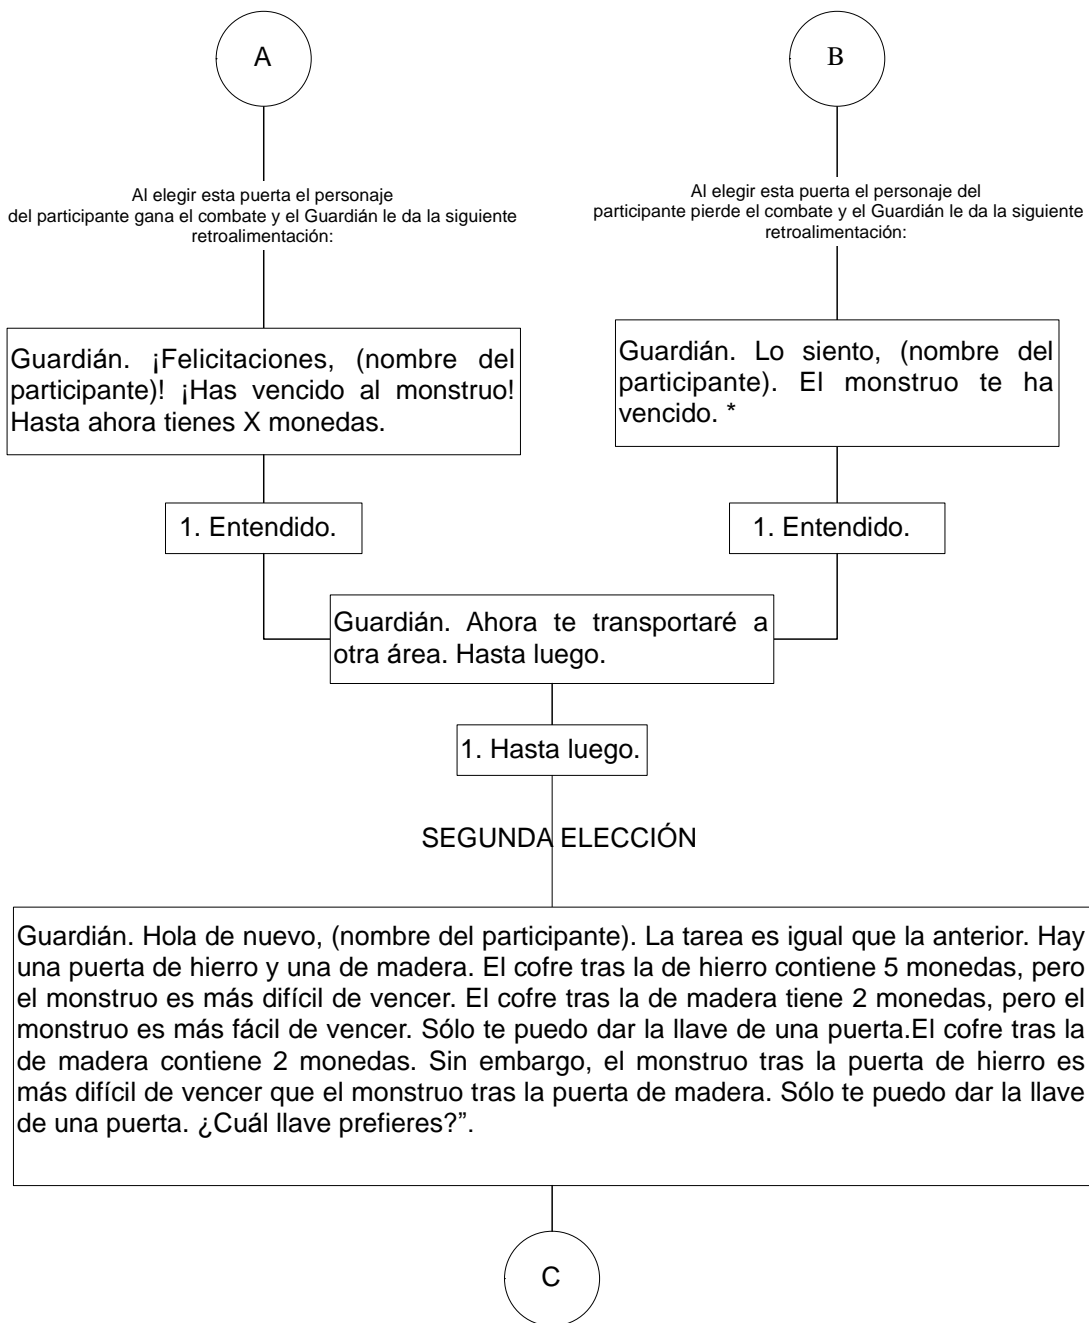 A
B
Al elegir esta puerta el personaje
del participante gana el combate y el Guardián le da la siguiente
retroalimentación:
Al elegir esta puerta el personaje del
participante pierde el combate y el Guardián le da la siguiente
retroalimentación:
Guardián. ¡Felicitaciones, (nombre del
participante)! ¡Has vencido al monstruo!
Hasta ahora tienes X monedas.
Guardián. Lo siento, (nombre del
participante). El monstruo te ha
vencido. *
1. Entendido.
1. Entendido.
Guardián. Ahora te transportaré a
otra área. Hasta luego.
1. Hasta luego.
SEGUNDA ELECCIÓN
Guardián. Hola de nuevo, (nombre del participante). La tarea es igual que la anterior. Hay
una puerta de hierro y una de madera. El cofre tras la de hierro contiene 5 monedas, pero
el monstruo es más difícil de vencer. El cofre tras la de madera tiene 2 monedas, pero el
monstruo es más fácil de vencer. Sólo te puedo dar la llave de una puerta.El cofre tras la
de madera contiene 2 monedas. Sin embargo, el monstruo tras la puerta de hierro es
más difícil de vencer que el monstruo tras la puerta de madera. Sólo te puedo dar la llave
de una puerta. ¿Cuál llave prefieres?”.
C